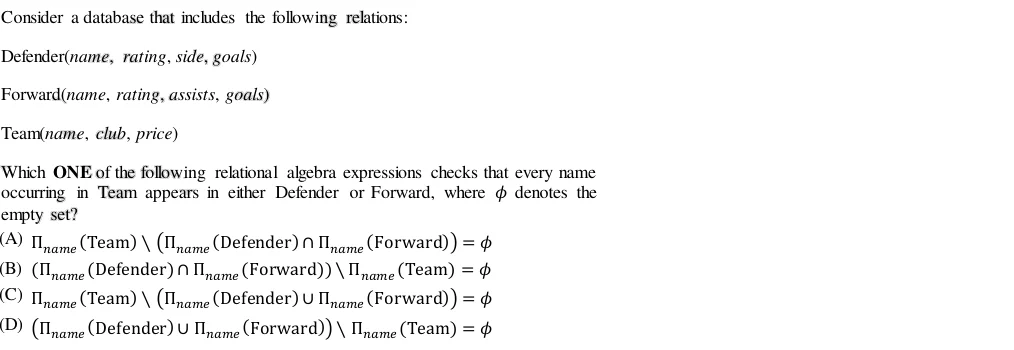 Consider a database that includes the following relations:
Defender(name, rating, side, goals)
Forward(name, rating, assists, goals)
Team(name, club, price)
Which ONE of the following relational algebra expressions checks that every name
occurring in Team appears in either Defender or Forward, where ϕ denotes the
empty set?
(A) Π_name(Team) \ (Π_name(Defender) ∩ Π_name(Forward)) = ϕ
(B) (Π_name(Defender) ∩ Π_name(Forward)) \ Π_name(Team) = ϕ
(C) Π_name(Team) \ (Π_name(Defender) ∪ Π_name(Forward)) = ϕ
(D) (Π_name(Defender) ∪ Π_name(Forward)) \ Π_name(Team) = ϕ